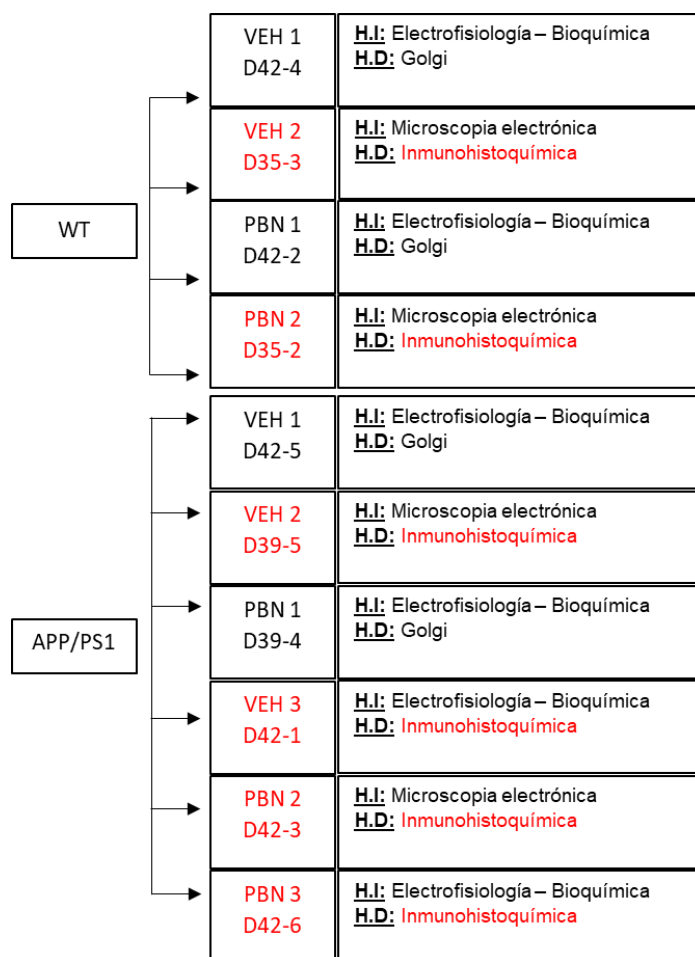 WT
VEH 1
D42-4
H.I: Electrofisiología – Bioquímica
H.D: Golgi
VEH 2
D35-3
H.I: Microscopia electrónica
H.D: Inmunohistoquímica
PBN 1
D42-2
H.I: Electrofisiología – Bioquímica
H.D: Golgi
PBN 2
D35-2
H.I: Microscopia electrónica
H.D: Inmunohistoquímica
APP/PS1
VEH 1
D42-5
H.I: Electrofisiología – Bioquímica
H.D: Golgi
VEH 2
D39-5
H.I: Microscopia electrónica
H.D: Inmunohistoquímica
PBN 1
D39-4
H.I: Electrofisiología – Bioquímica
H.D: Golgi
VEH 3
D42-1
H.I: Electrofisiología – Bioquímica
H.D: Inmunohistoquímica
PBN 2
D42-3
H.I: Microscopia electrónica
H.D: Inmunohistoquímica
PBN 3
D42-6
H.I: Electrofisiología – Bioquímica
H.D: Inmunohistoquímica